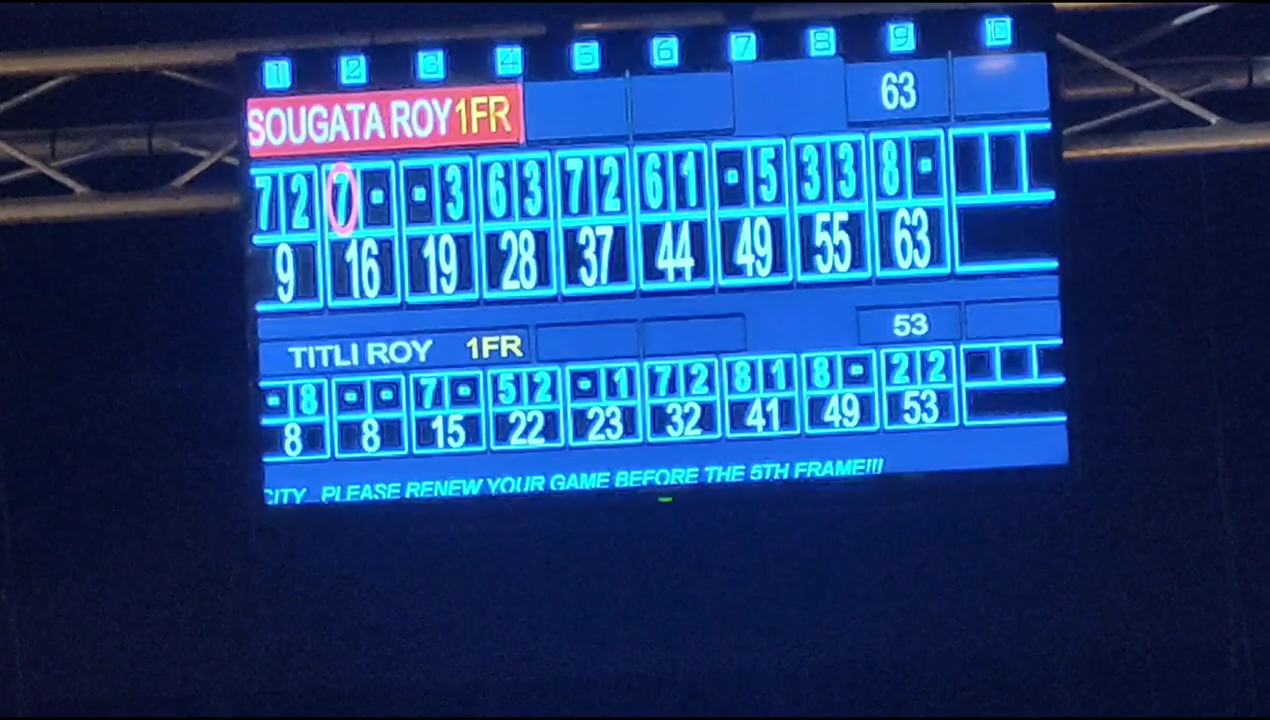 1 2 3 4 5 6 7 8 9 10
SOUGATA ROY 1FR 63
7 2 7 - - 3 6 3 7 2 6 1 - 5 3 3 8 -
9 16 19 28 37 44 49 55 63
TITLI ROY 1FR 53
- 8 - - 7 - 5 2 - 1 7 2 8 1 8 - 2 2
8 8 15 22 23 32 41 49 53
CITY PLEASE RENEW YOUR GAME BEFORE THE 5TH FRAME!!!